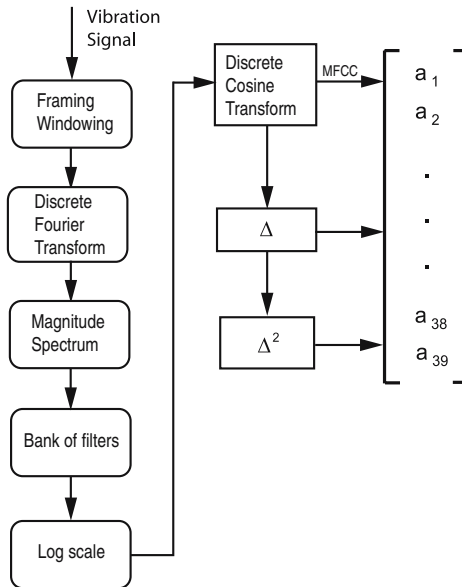 Vibration
Signal
Framing
Windowing
Discrete
Fourier
Transform
Magnitude
Spectrum
Bank of filters
Log scale
Discrete
Cosine
Transform
MFCC
Δ
Δ²
a₁
a₂
.
.
.
a₃₈
a₃₉